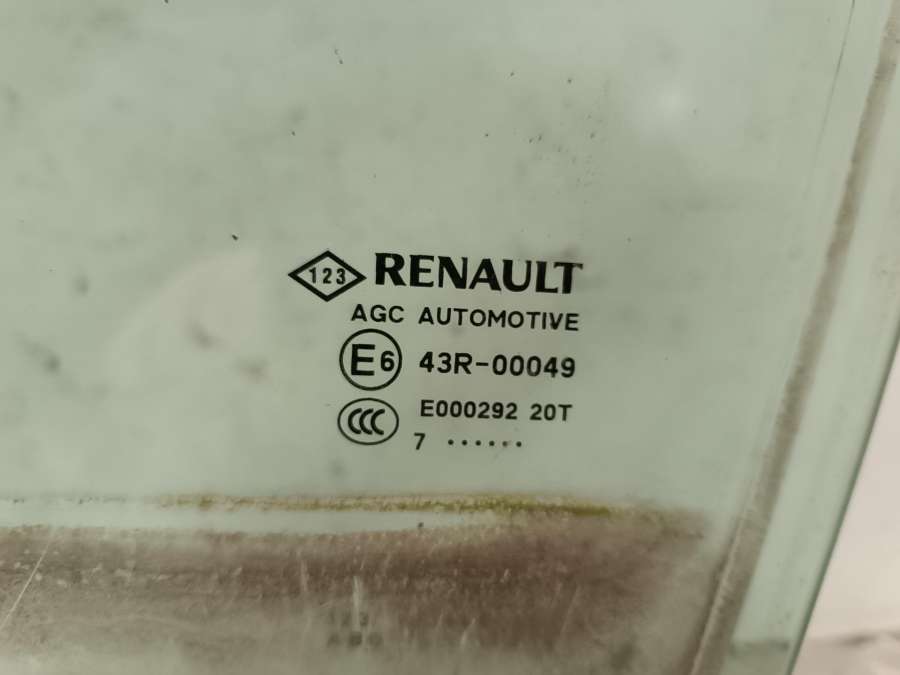 123 RENAULT
AGC AUTOMOTIVE
E6 43R-00049
CCC E000292 20T
7 ······